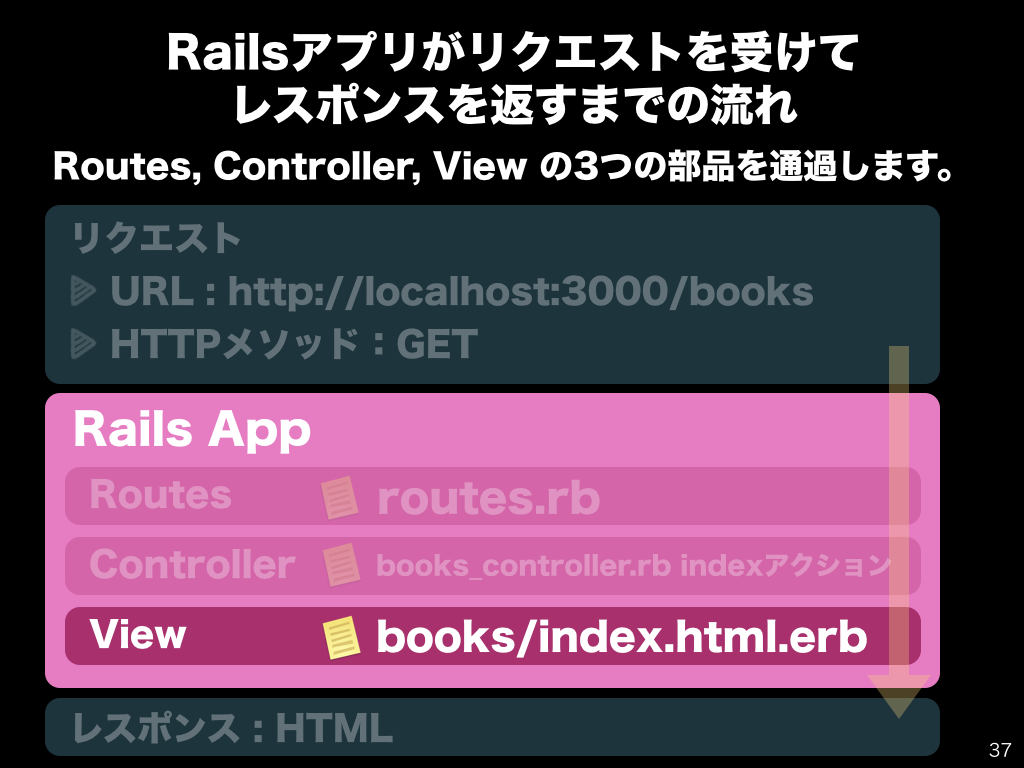 Railsアプリがリクエストを受けて
レスポンスを返すまでの流れ
Routes, Controller, View の3つの部品を通過します。
リクエスト
URL : http://localhost:3000/books
HTTPメソッド：GET
Rails App
Routes routes.rb
Controller books_controller.rb indexアクション
View books/index.html.erb
レスポンス : HTML
37